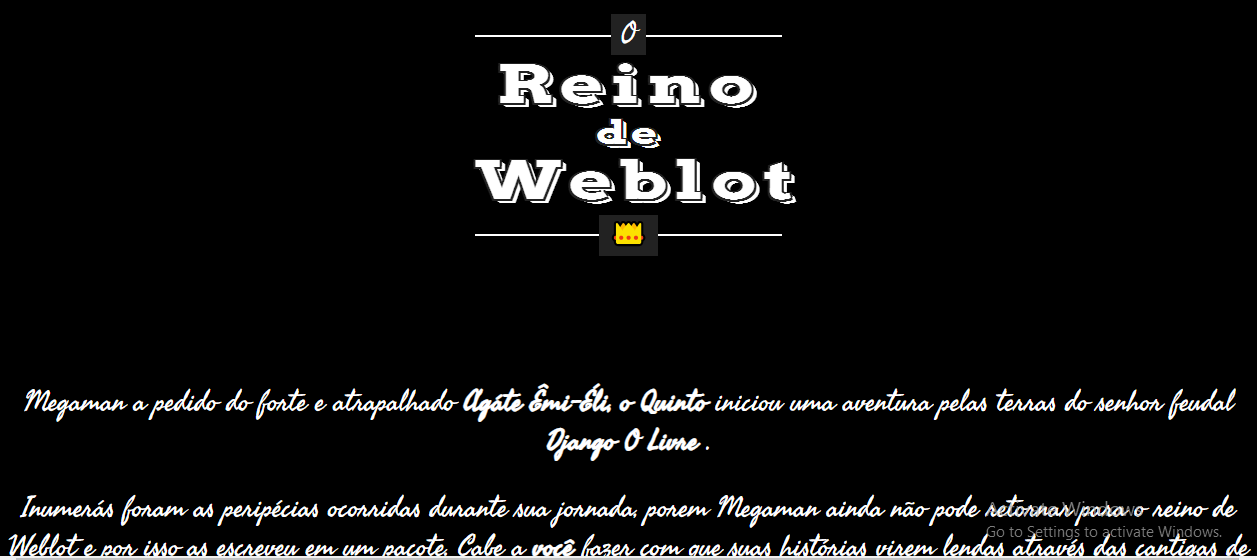 O
Reino
de
Weblot
Megaman a pedido do forte e atrapalhado Agáte Êmi-Éli, o Quinto iniciou uma aventura pelas terras do senhor feudal
Django O Livre .
Inumerás foram as peripécias ocorridas durante sua jornada, porem Megaman ainda não pode retornar para o reino de
Weblot e por isso as escreveu em um pacote. Cabe a você fazer com que suas histórias virem lendas através das cantigas de
Activate Windows
Go to Settings to activate Windows.